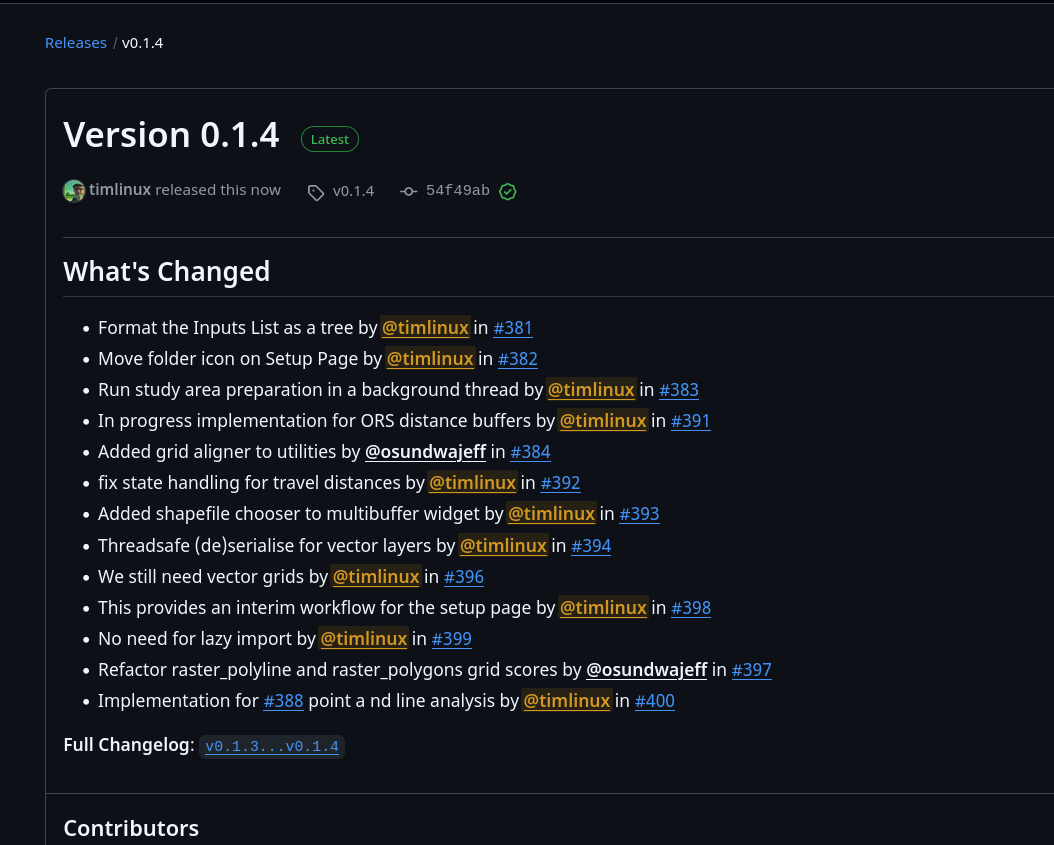 Releases / v0.1.4
Version 0.1.4 Latest
timlinux released this now v0.1.4 54f49ab
What's Changed
• Format the Inputs List as a tree by @timlinux in #381
• Move folder icon on Setup Page by @timlinux in #382
• Run study area preparation in a background thread by @timlinux in #383
• In progress implementation for ORS distance buffers by @timlinux in #391
• Added grid aligner to utilities by @osundwajeff in #384
• fix state handling for travel distances by @timlinux in #392
• Added shapefile chooser to multibuffer widget by @timlinux in #393
• Threadsafe (de)serialise for vector layers by @timlinux in #394
• We still need vector grids by @timlinux in #396
• This provides an interim workflow for the setup page by @timlinux in #398
• No need for lazy import by @timlinux in #399
• Refactor raster_polyline and raster_polygons grid scores by @osundwajeff in #397
• Implementation for #388 point a nd line analysis by @timlinux in #400
Full Changelog: v0.1.3...v0.1.4
Contributors